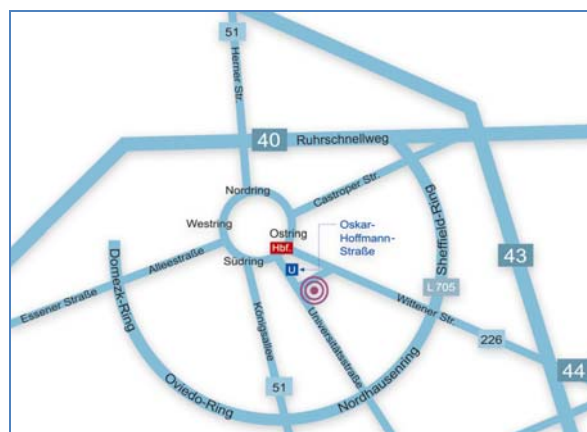 51
Herner Str.
40
Ruhrschnellweg
Nordring
Castroper Str.
Westring
Ostring
Oskar-
Hoffmann-
Straße
Sheffield-Ring
Hbf.
U
Alleestraße
Südring
43
Essener Straße
Domezk-Ring
L 705
Wittener Str.
Königsallee
Universitätsstraße
226
44
51
Nordhausenring
Oviedo-Ring